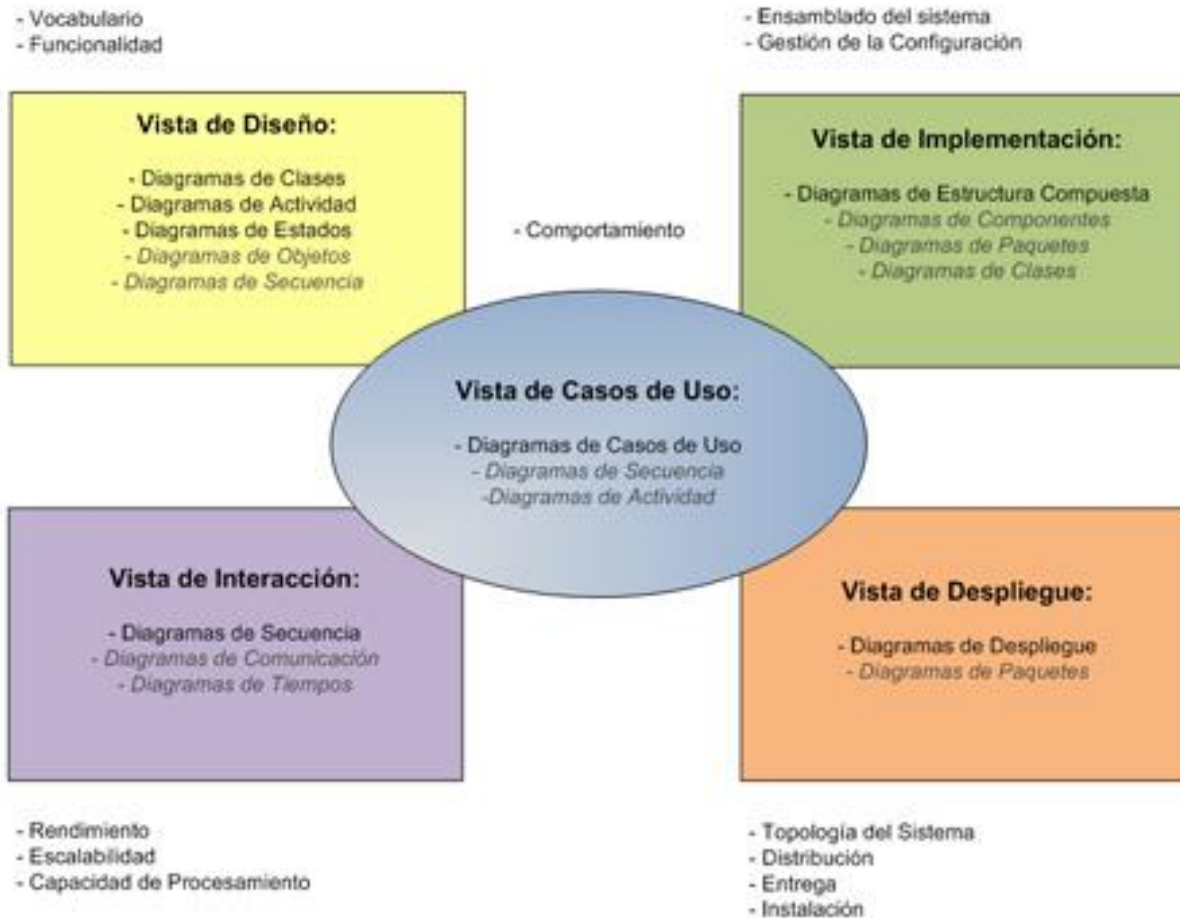 - Vocabulario
- Funcionalidad
- Ensamblado del sistema
- Gestión de la Configuración
Vista de Diseño:
- Diagramas de Clases
- Diagramas de Actividad
- Diagramas de Estados
- Diagramas de Objetos
- Diagramas de Secuencia
- Comportamiento
Vista de Implementación:
- Diagramas de Estructura Compuesta
- Diagramas de Componentes
- Diagramas de Paquetes
- Diagramas de Clases
Vista de Casos de Uso:
- Diagramas de Casos de Uso
- Diagramas de Secuencia
-Diagramas de Actividad
Vista de Interacción:
- Diagramas de Secuencia
- Diagramas de Comunicación
- Diagramas de Tiempos
Vista de Despliegue:
- Diagramas de Despliegue
- Diagramas de Paquetes
- Rendimiento
- Escalabilidad
- Capacidad de Procesamiento
- Topología del Sistema
- Distribución
- Entrega
- Instalación